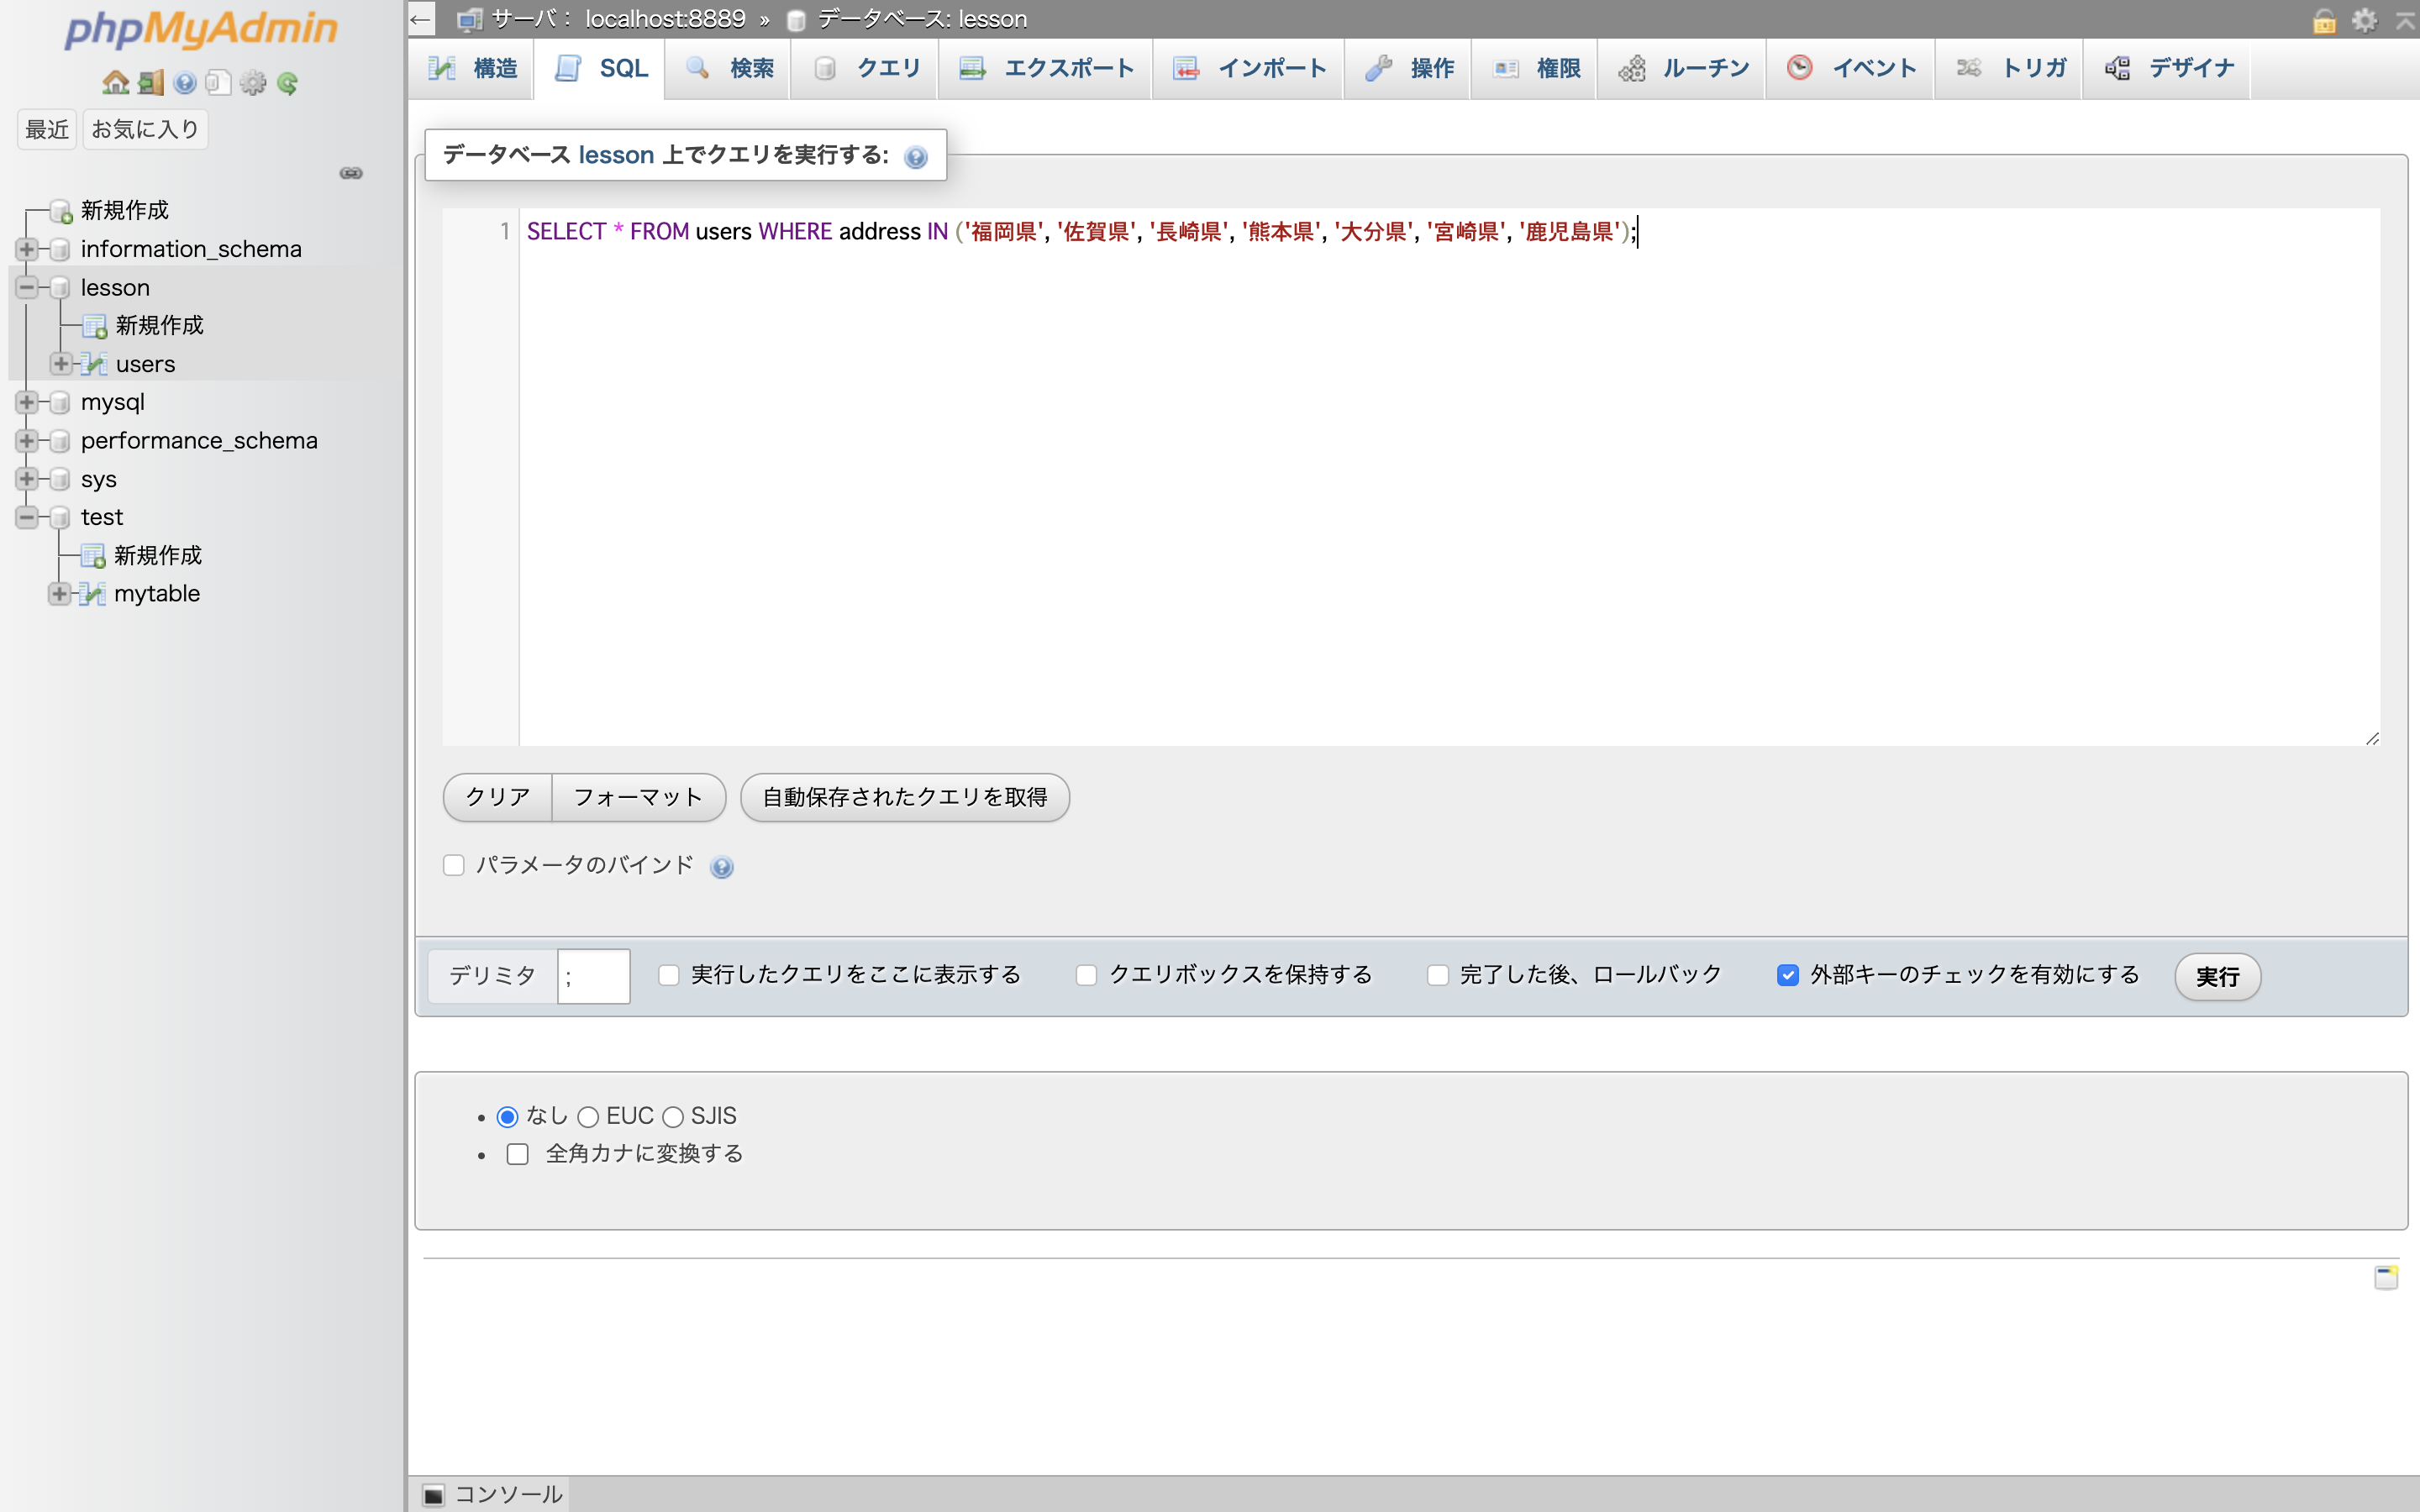 phpMyAdmin
最近 お気に入り
新規作成
information_schema
lesson
新規作成
users
mysql
performance_schema
sys
test
新規作成
mytable
← サーバ： localhost:8889 » データベース: lesson
構造 SQL 検索 クエリ エクスポート インポート 操作 権限 ルーチン イベント トリガ デザイナ
データベース lesson 上でクエリを実行する:
1 SELECT * FROM users WHERE address IN ('福岡県', '佐賀県', '長崎県', '熊本県', '大分県', '宮崎県', '鹿児島県');
クリア フォーマット 自動保存されたクエリを取得
パラメータのバインド
デリミタ ; 実行したクエリをここに表示する クエリボックスを保持する 完了した後、ロールバック 外部キーのチェックを有効にする 実行
• なし EUC SJIS
• 全角カナに変換する
コンソール